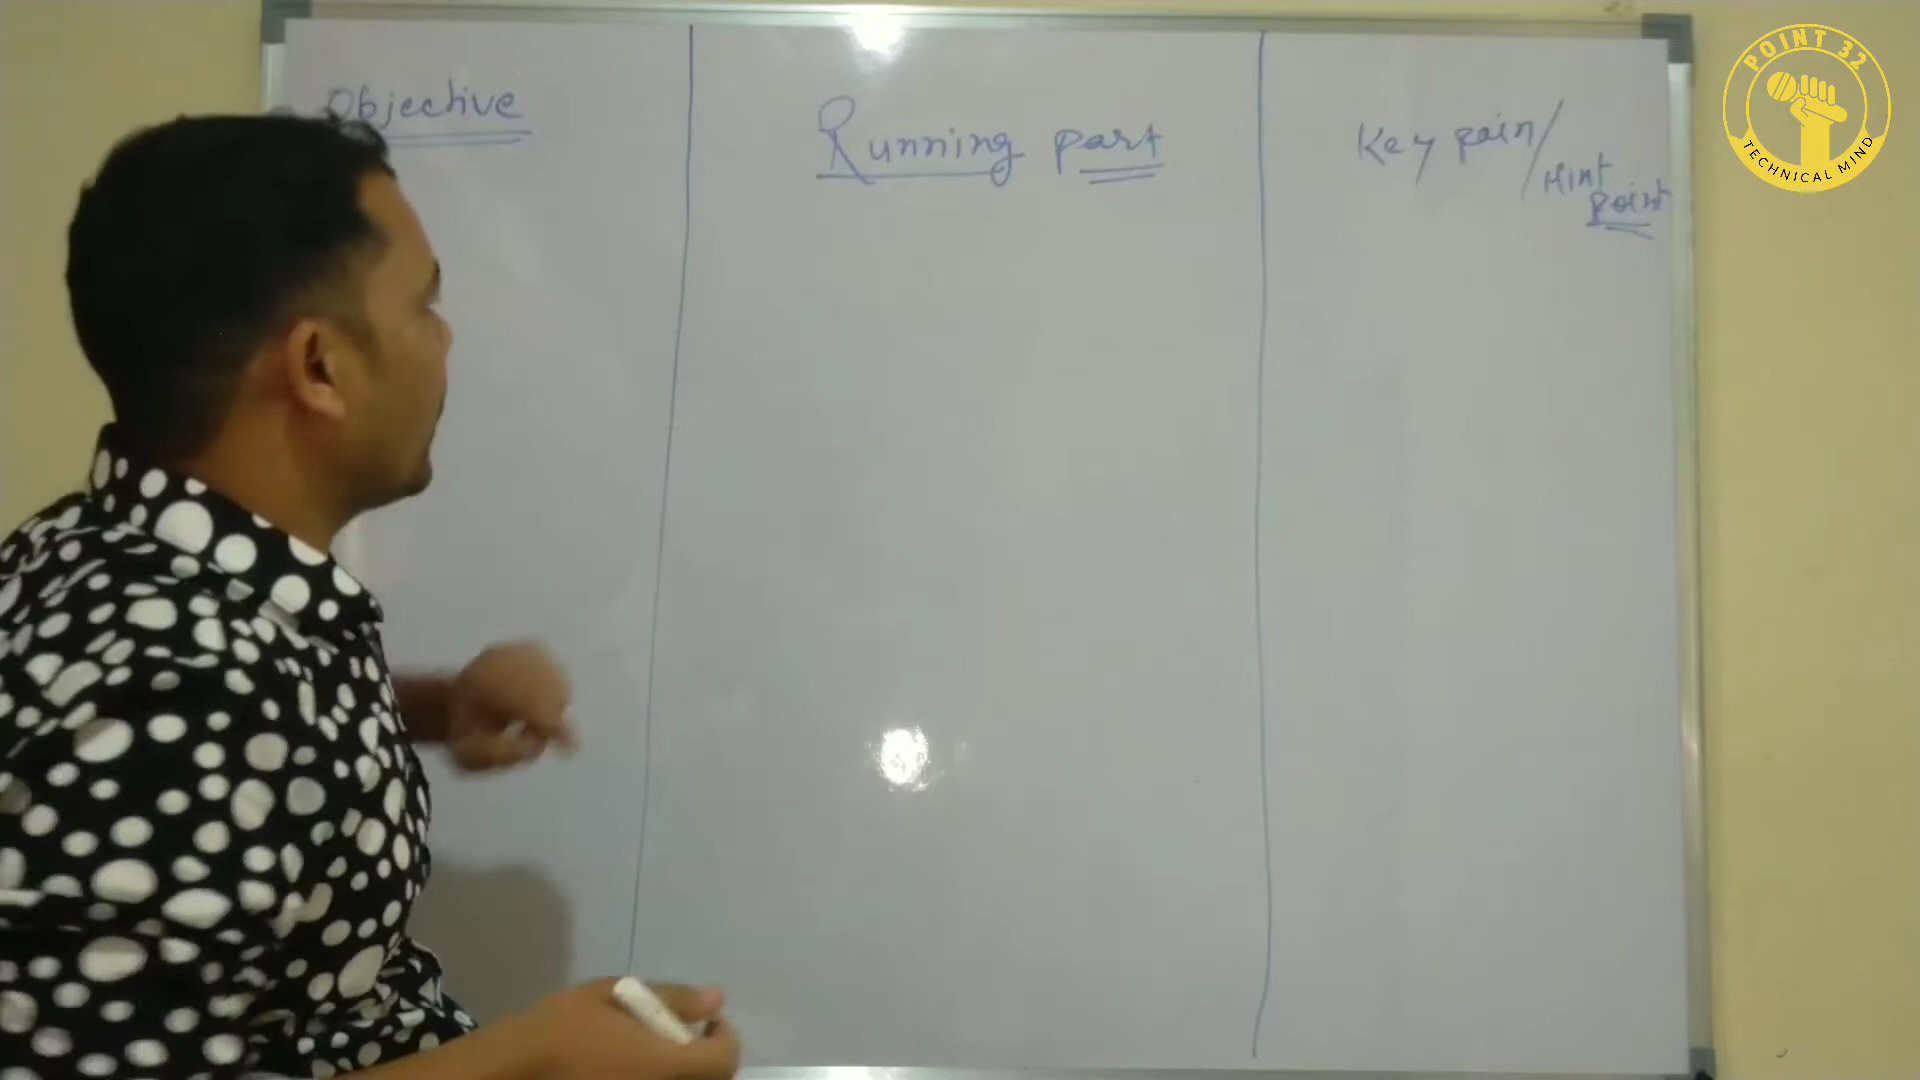 Objective
Running part
Key pain/
Hint
point
POINT 32
TECHNICAL MIND